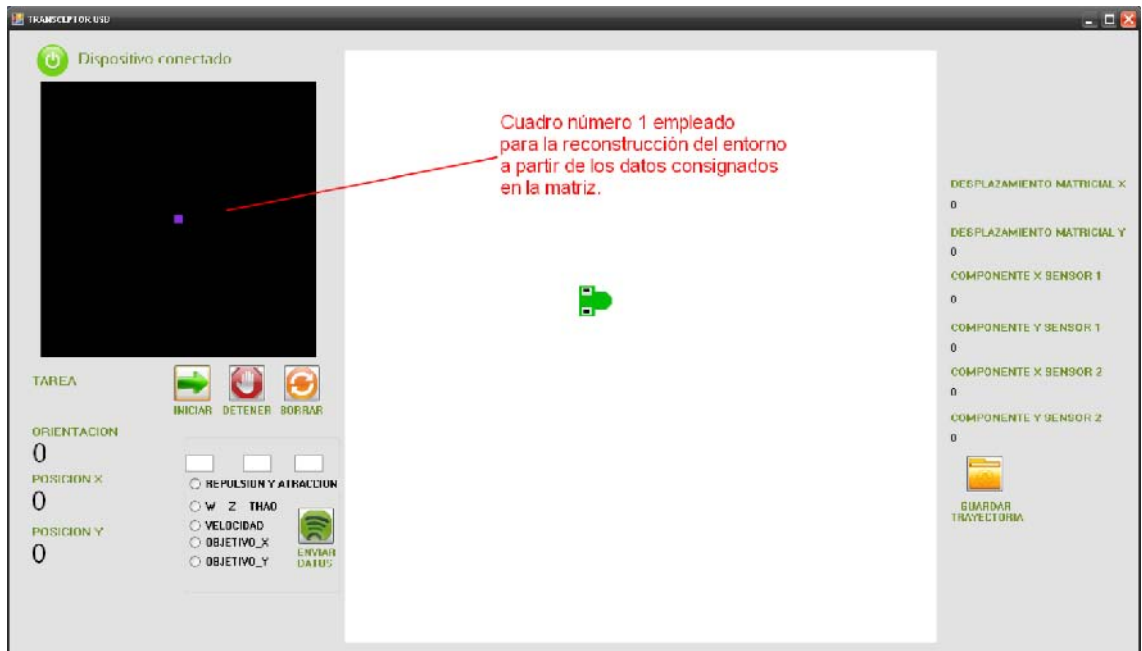 TRANSCEPTOR USB
Dispositivo conectado
Cuadro número 1 empleado
para la reconstrucción del entorno
a partir de los datos consignados
en la matriz.
TAREA
INICIAR DETENER BORRAR
ORIENTACION
0
POSICION X
0
POSICION Y
0
REPULSION Y ATRACCION
W Z THAO
VELOCIDAD
OBJETIVO_X
OBJETIVO_Y
ENVIAR
DATOS
DESPLAZAMIENTO MATRICIAL X
0
DESPLAZAMIENTO MATRICIAL Y
0
COMPONENTE X SENSOR 1
0
COMPONENTE Y SENSOR 1
0
COMPONENTE X SENSOR 2
0
COMPONENTE Y SENSOR 2
0
GUARDAR
TRAYECTORIA